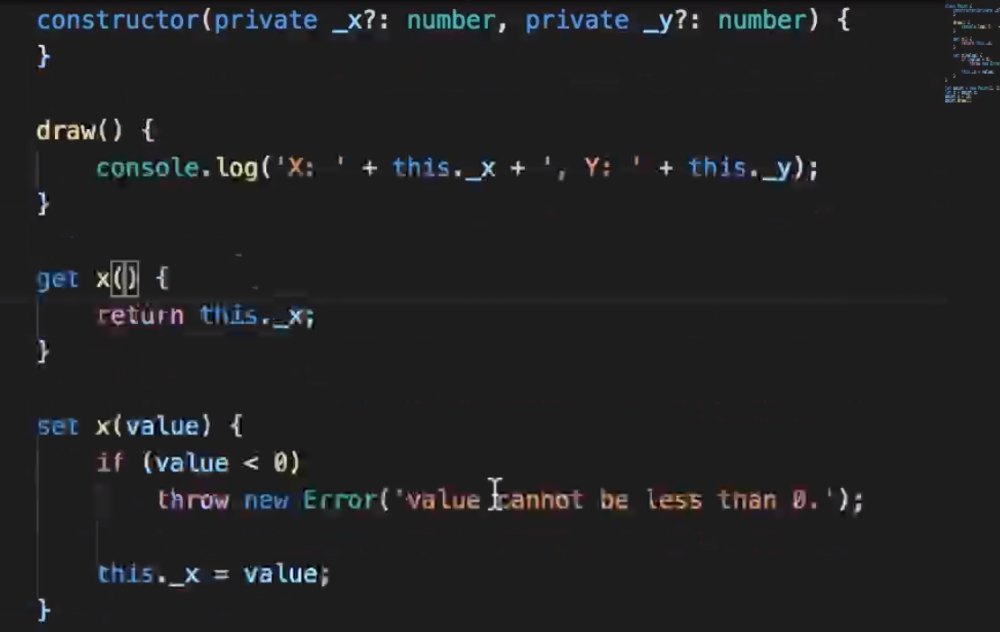 constructor(private _x?: number, private _y?: number) {
}
draw() {
console.log('X: ' + this._x + ', Y: ' + this._y);
}
get x() {
return this._x;
}
set x(value) {
if (value < 0)
throw new Error('value cannot be less than 0.');
this._x = value;
}